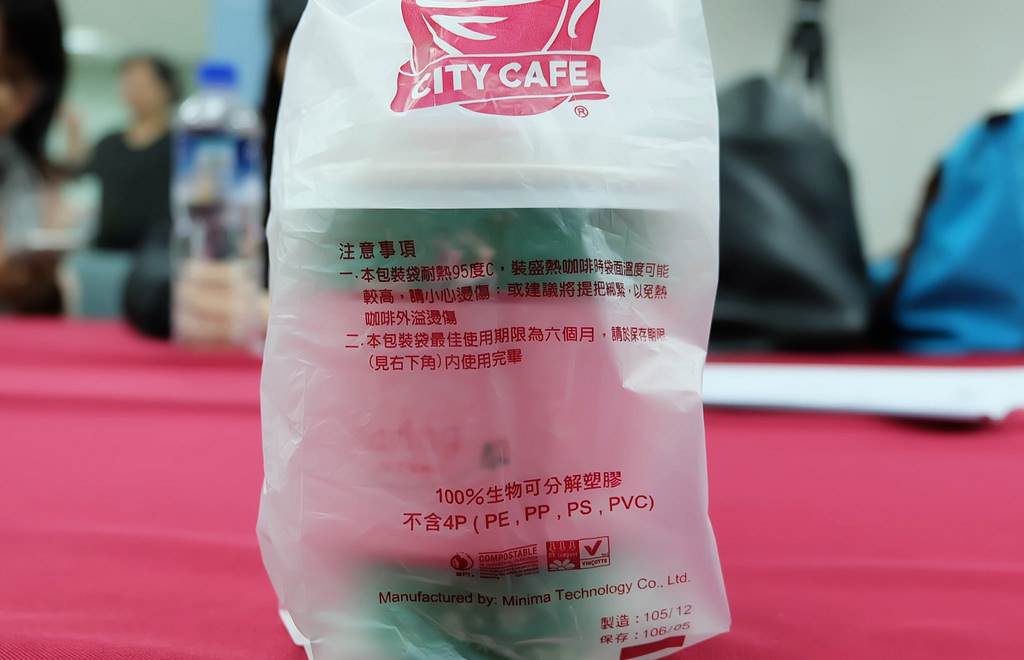 CITY CAFE
®
注意事項
一.本包裝袋耐熱95度C，裝盛熱咖啡時袋面溫度可能
較高，請小心燙傷；或建議將提把綁緊，以至熱
咖啡外溢燙傷
二.本包裝袋最佳使用期限為六個月，請於保存期限
(見右下角)內使用完畢
100%生物可分解塑膠
不含4P ( PE , PP , PS , PVC)
BPI COMPOSTABLE OK compost VINÇOTTE
Manufactured by: Minima Technology Co., Ltd.
製造：105/12
保存：106/05